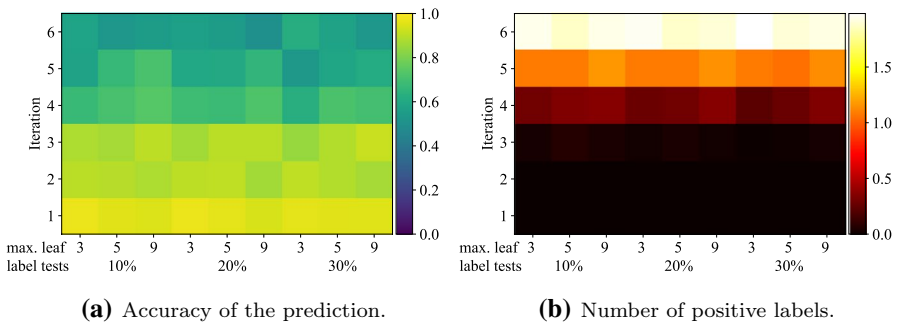 6
5
4
3
2
1
Iteration
1.0
0.8
0.6
0.4
0.2
0.0
max. leaf 3 5 9 3 5 9 3 5 9
label tests 10% 20% 30%
(a) Accuracy of the prediction.
6
5
4
3
2
1
Iteration
1.5
1.0
0.5
0.0
max. leaf 3 5 9 3 5 9 3 5 9
label tests 10% 20% 30%
(b) Number of positive labels.